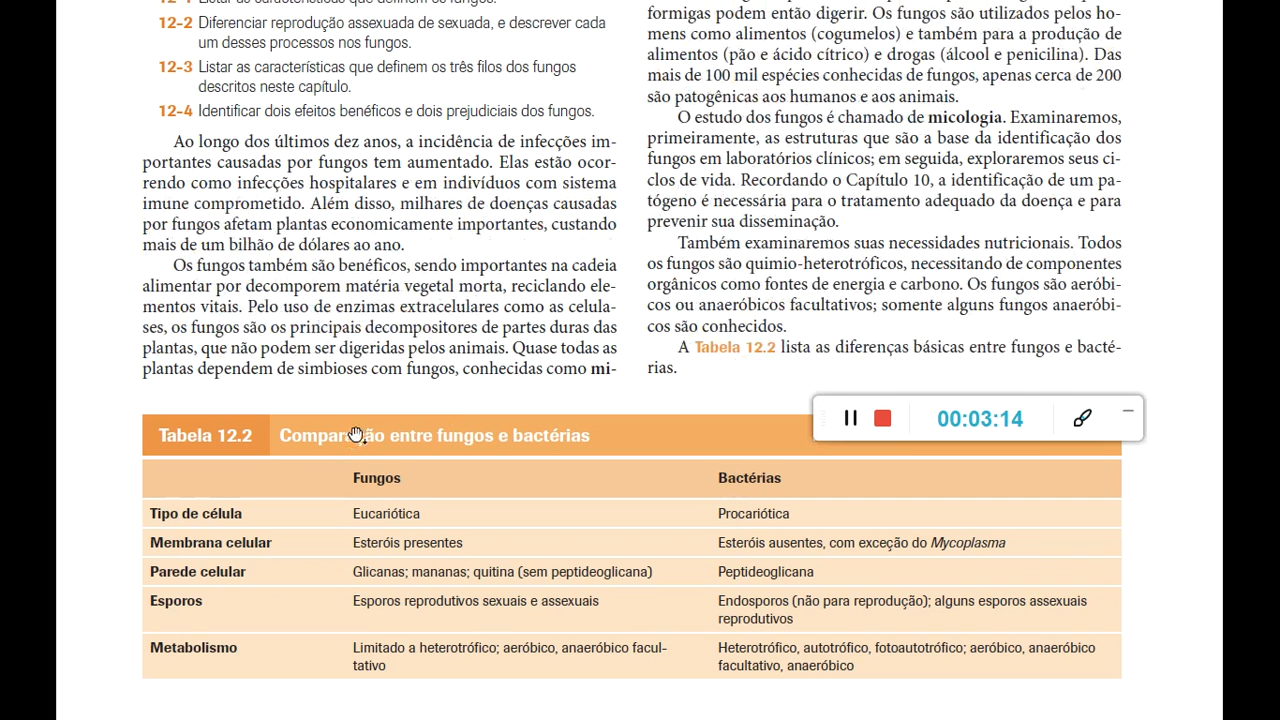 12-1 Listar as características que definem os fungos.
12-2 Diferenciar reprodução assexuada de sexuada, e descrever cada
um desses processos nos fungos.
12-3 Listar as características que definem os três filos dos fungos
descritos neste capítulo.
12-4 Identificar dois efeitos benéficos e dois prejudiciais dos fungos.
Ao longo dos últimos dez anos, a incidência de infecções im-
portantes causadas por fungos tem aumentado. Elas estão ocor-
rendo como infecções hospitalares e em indivíduos com sistema
imune comprometido. Além disso, milhares de doenças causadas
por fungos afetam plantas economicamente importantes, custando
mais de um bilhão de dólares ao ano.
Os fungos também são benéficos, sendo importantes na cadeia
alimentar por decomporem matéria vegetal morta, reciclando ele-
mentos vitais. Pelo uso de enzimas extracelulares como as celula-
ses, os fungos são os principais decompositores de partes duras das
plantas, que não podem ser digeridas pelos animais. Quase todas as
plantas dependem de simbioses com fungos, conhecidas como mi-
formigas podem então digerir. Os fungos são utilizados pelos ho-
mens como alimentos (cogumelos) e também para a produção de
alimentos (pão e ácido cítrico) e drogas (álcool e penicilina). Das
mais de 100 mil espécies conhecidas de fungos, apenas cerca de 200
são patogênicas aos humanos e aos animais.
O estudo dos fungos é chamado de micologia. Examinaremos,
primeiramente, as estruturas que são a base da identificação dos
fungos em laboratórios clínicos; em seguida, exploraremos seus ci-
clos de vida. Recordando o Capítulo 10, a identificação de um pa-
tógeno é necessária para o tratamento adequado da doença e para
prevenir sua disseminação.
Também examinaremos suas necessidades nutricionais. Todos
os fungos são quimio-heterotróficos, necessitando de componentes
orgânicos como fontes de energia e carbono. Os fungos são aeróbi-
cos ou anaeróbicos facultativos; somente alguns fungos anaeróbi-
cos são conhecidos.
A Tabela 12.2 lista as diferenças básicas entre fungos e bacté-
rias.
00:03:14
Tabela 12.2 Comparação entre fungos e bactérias
Fungos Bactérias
Tipo de célula Eucariótica Procariótica
Membrana celular Esteróis presentes Esteróis ausentes, com exceção do Mycoplasma
Parede celular Glicanas; mananas; quitina (sem peptideoglicana) Peptideoglicana
Esporos Esporos reprodutivos sexuais e assexuais Endosporos (não para reprodução); alguns esporos assexuais
reprodutivos
Metabolismo Limitado a heterotrófico; aeróbico, anaeróbico facul- Heterotrófico, autotrófico, fotoautotrófico; aeróbico, anaeróbico
tativo facultativo, anaeróbico